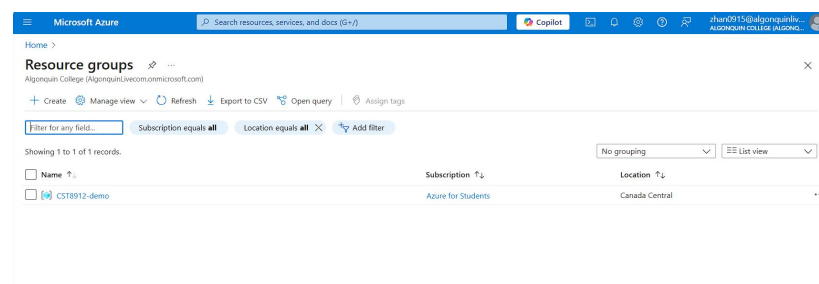 Microsoft Azure
Search resources, services, and docs (G+/)
Copilot
zhan0915@algonquinliv...
ALGONQUIN COLLEGE (ALGONQ...
Home >
Resource groups ...
Algonquin College (AlgonquinLivecom.onmicrosoft.com)
+ Create Manage view Refresh Export to CSV Open query Assign tags
Filter for any field... Subscription equals all Location equals all Add filter
Showing 1 to 1 of 1 records. No grouping List view
Name ↑↓ Subscription ↑↓ Location ↑↓
CST8912-demo Azure for Students Canada Central